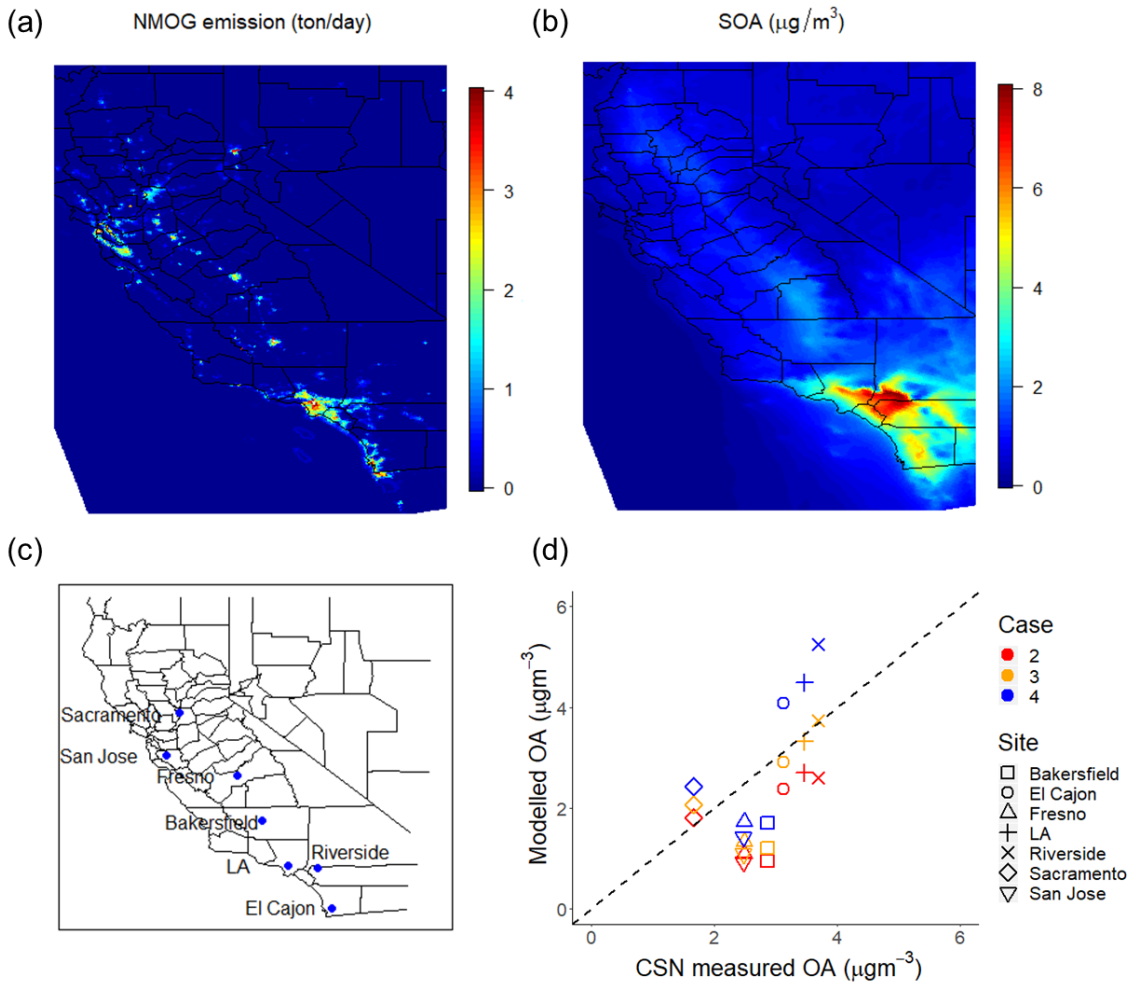 (a)
NMOG emission (ton/day)
4
3
2
1
0
(b)
SOA (μg/m³)
8
6
4
2
0
(c)
Sacramento
San Jose
Fresno
Bakersfield
LA
Riverside
El Cajon
(d)
Modelled OA (μgm⁻³)
6
4
2
0
0 2 4 6
CSN measured OA (μgm⁻³)
Case
2
3
4
Site
Bakersfield
El Cajon
Fresno
LA
Riverside
Sacramento
San Jose